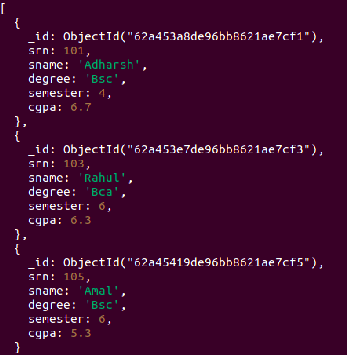 [
  {
    _id: ObjectId("62a453a8de96bb8621ae7cf1"),
    srn: 101,
    sname: 'Adharsh',
    degree: 'Bsc',
    semester: 4,
    cgpa: 6.7
  },
  {
    _id: ObjectId("62a453e7de96bb8621ae7cf3"),
    srn: 103,
    sname: 'Rahul',
    degree: 'Bca',
    semester: 6,
    cgpa: 6.3
  },
  {
    _id: ObjectId("62a45419de96bb8621ae7cf5"),
    srn: 105,
    sname: 'Amal',
    degree: 'Bsc',
    semester: 6,
    cgpa: 5.3
  }